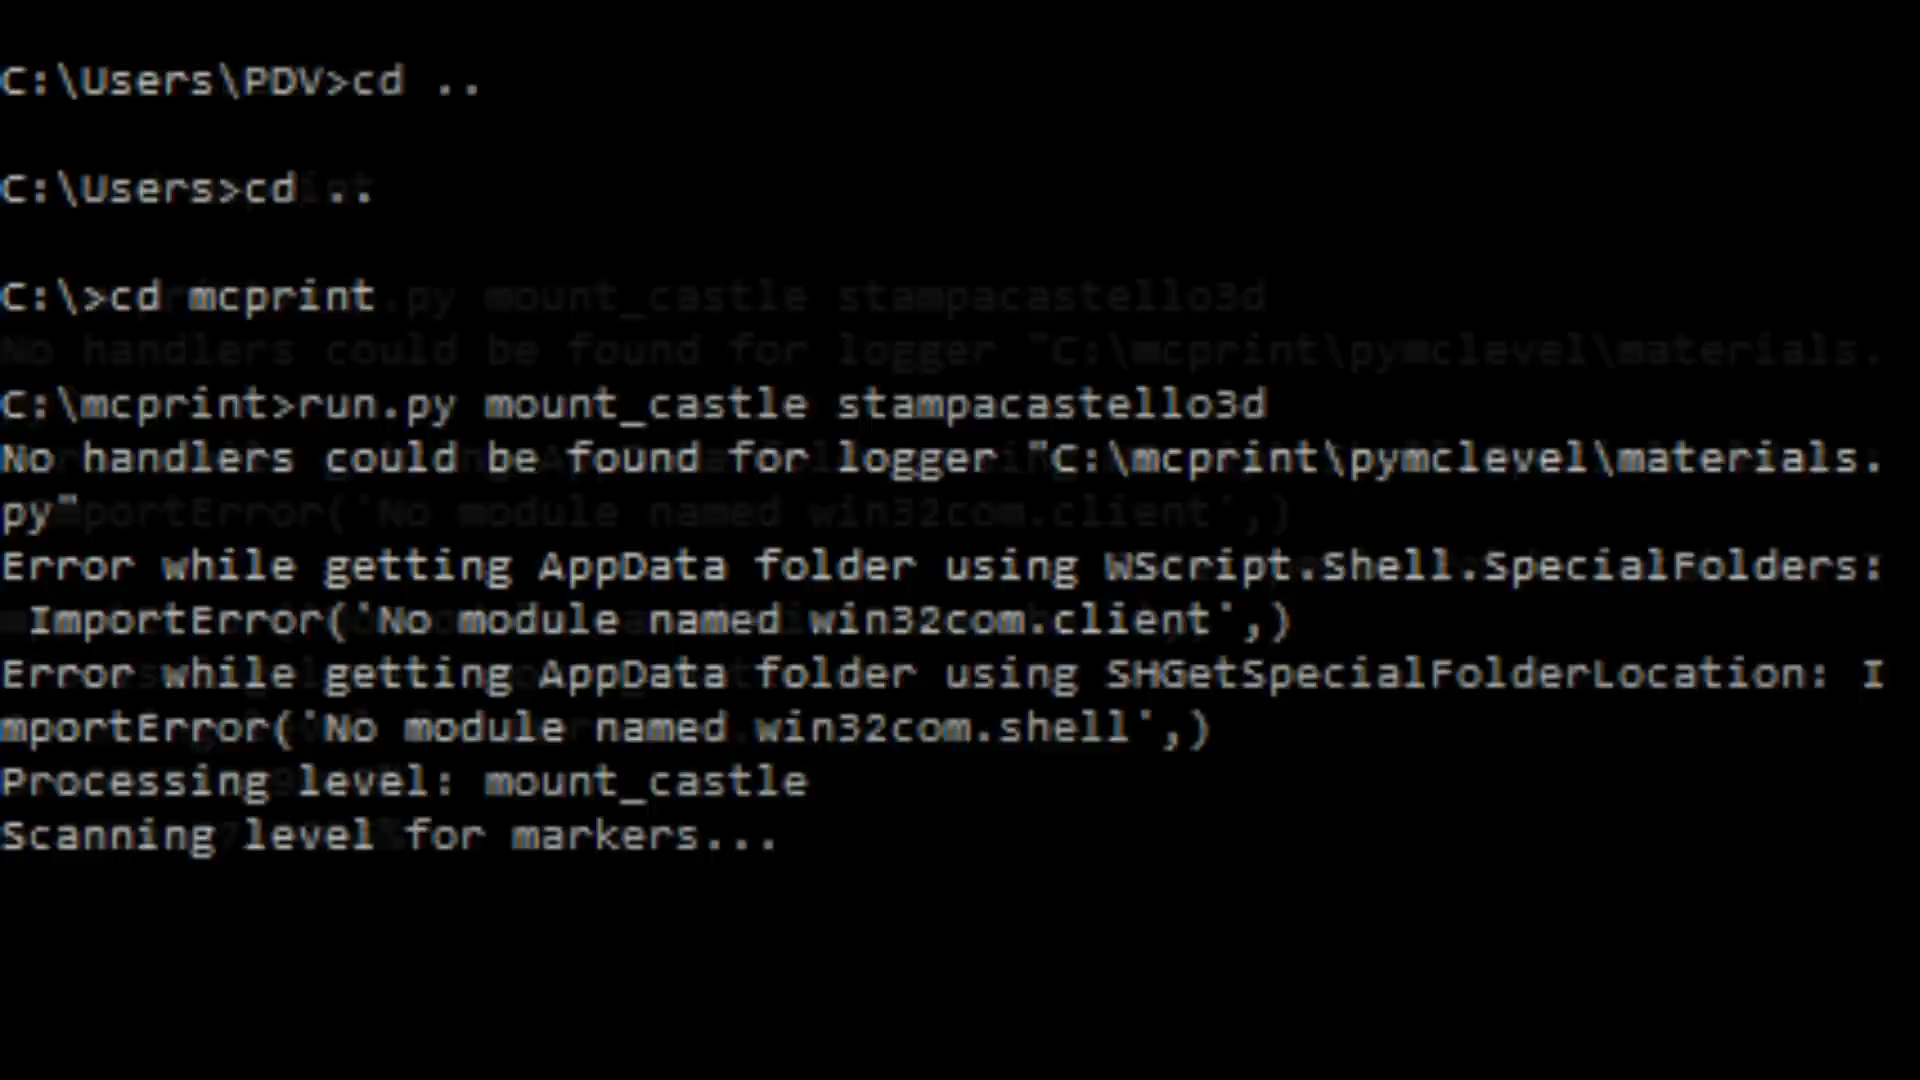 C:\Users\PDV>cd ..
C:\Users>cd ..
C:\>cd mcprint
C:\mcprint>run.py mount_castle stampacastello3d
No handlers could be found for logger "C:\mcprint\pymclevel\materials.
py"
Error while getting AppData folder using WScript.Shell.SpecialFolders:
 ImportError('No module named win32com.client',)
Error while getting AppData folder using SHGetSpecialFolderLocation: I
mportError('No module named win32com.shell',)
Processing level: mount_castle
Scanning level for markers...